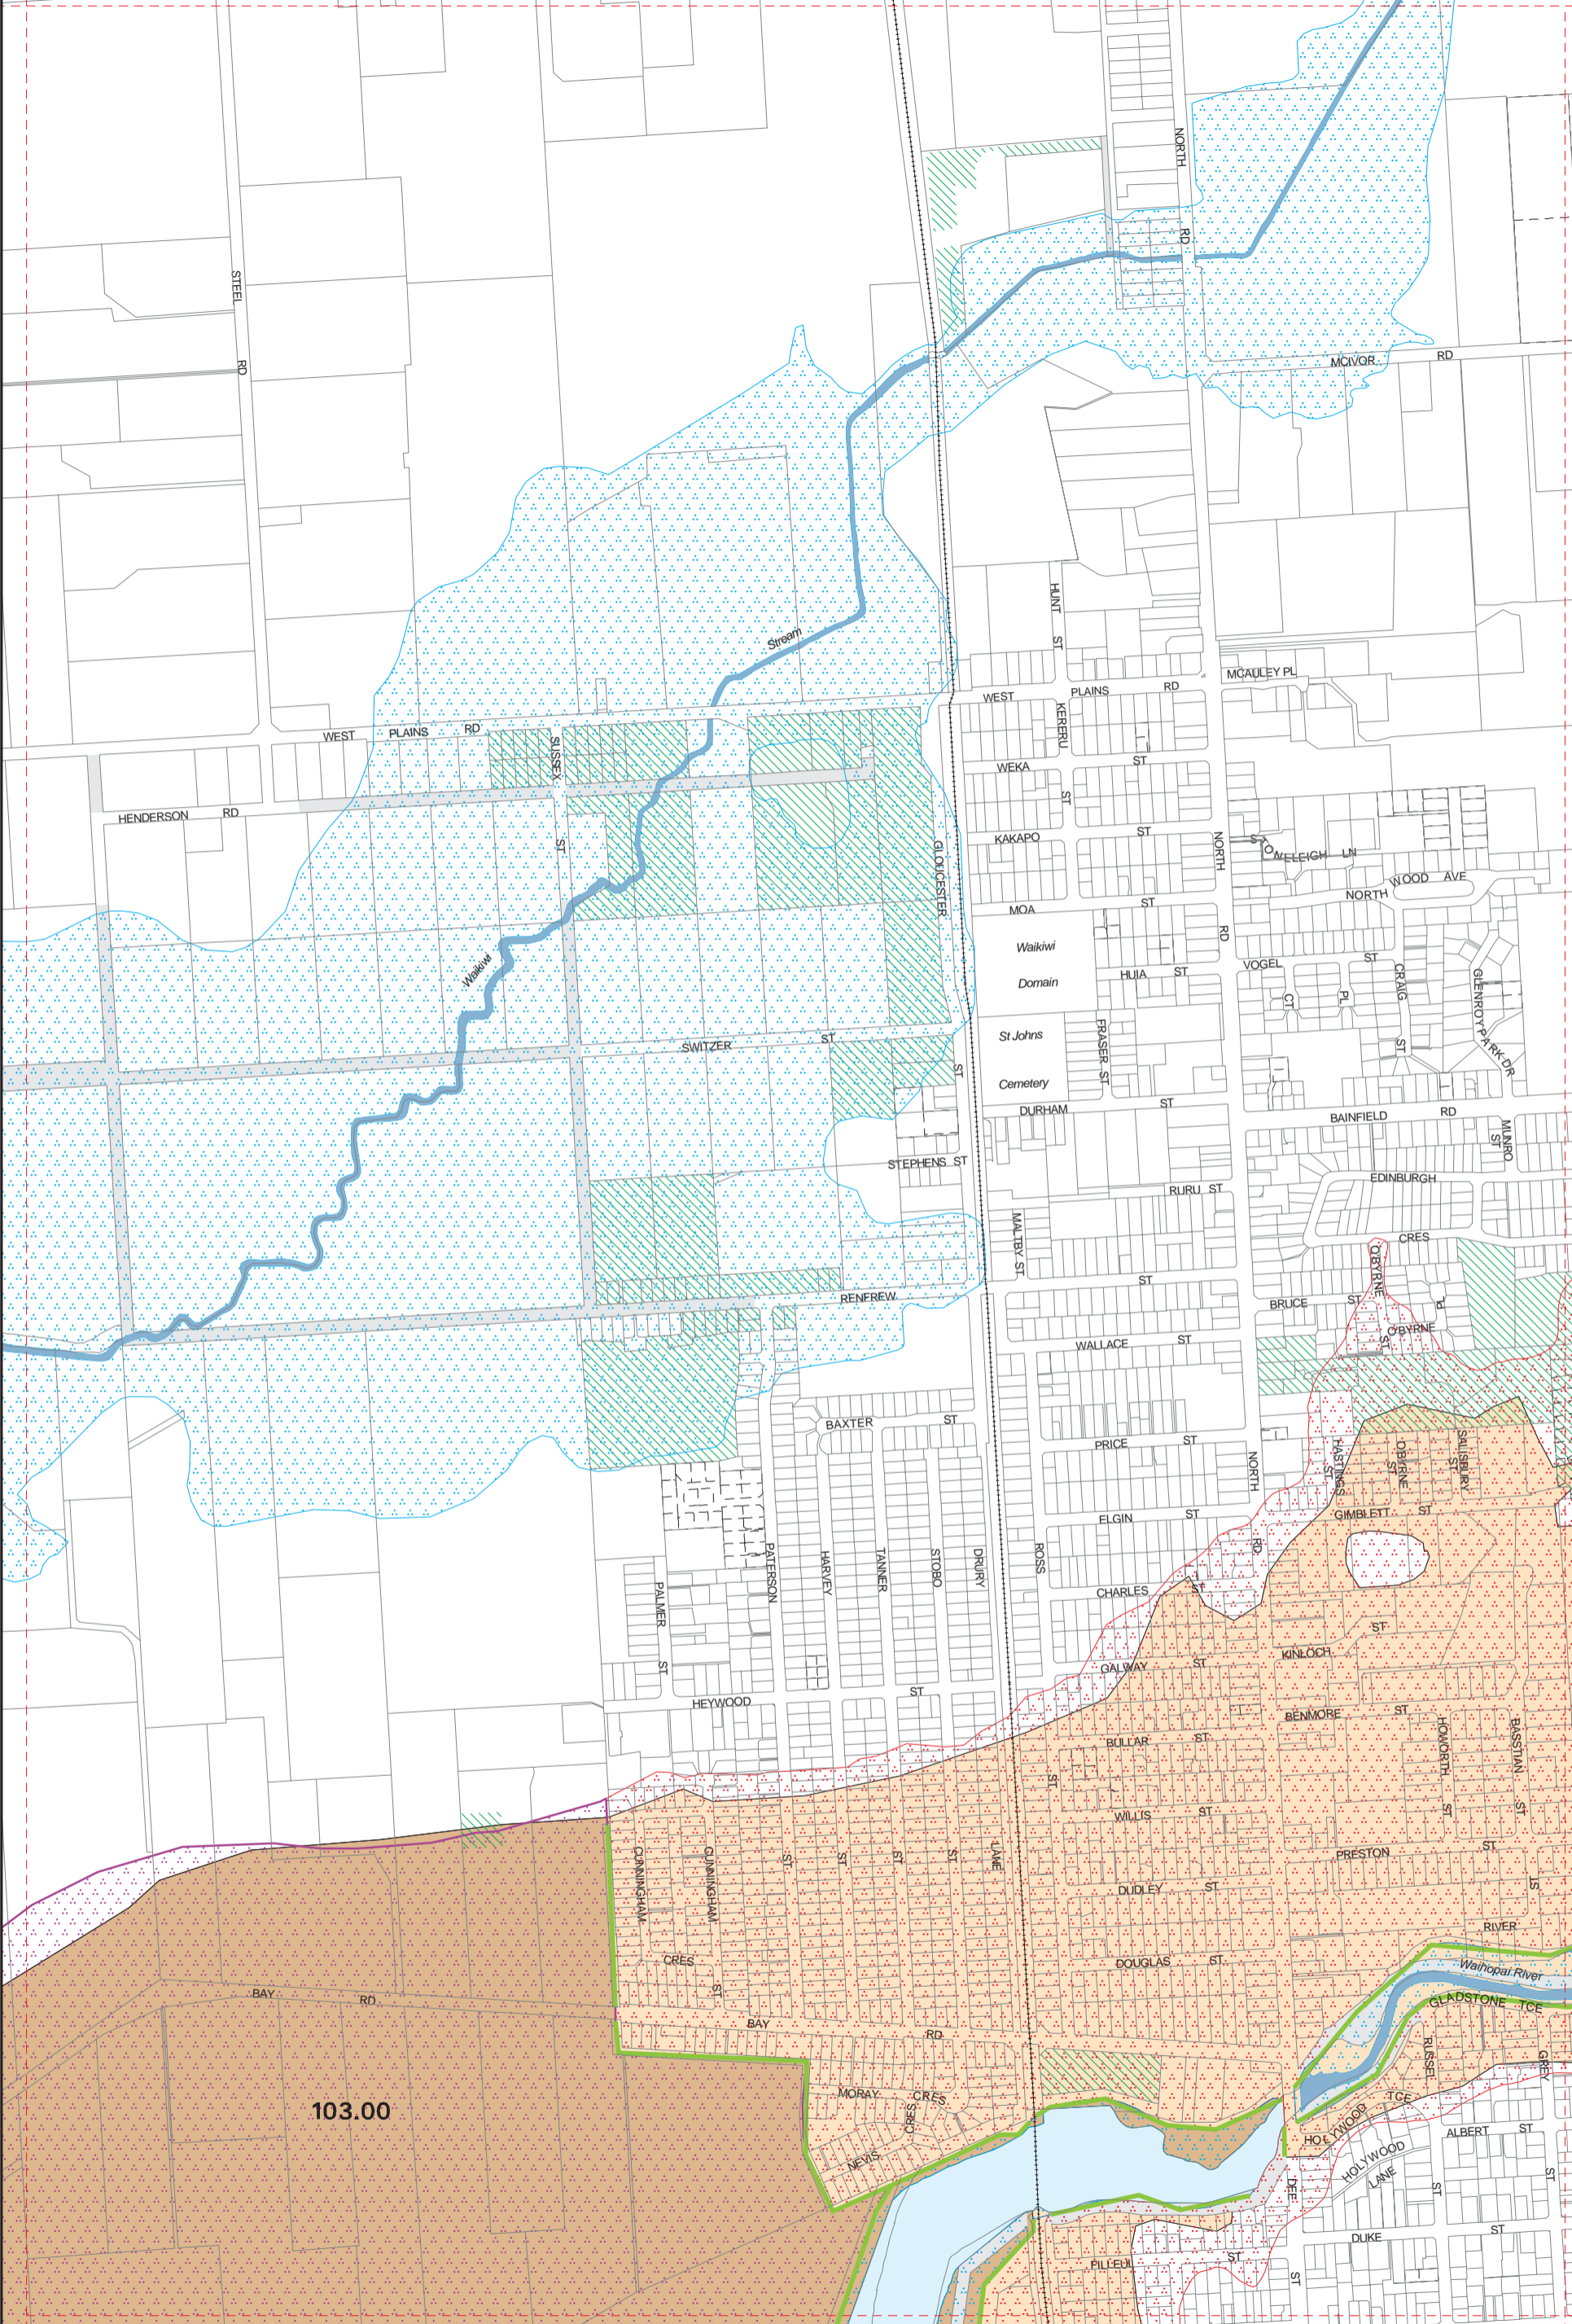 NORTH
RD
STEEL
RD
MCIVOR RD
HUNT
ST
Stream
MCAULEY PL
WEST PLAINS RD
WEST PLAINS RD
KERERU
ST
SUSSEX
ST
WEKA ST
HENDERSON RD
KAKAPO ST
NORTH
RD
STONELEIGH LN
GLOUCESTER
ST
NORTH WOOD AVE
MOA ST
Waikiwi
Domain
Waikiwi
HUIA ST
VOGEL ST
CT
PL
CRAIG
ST
GLENROY PARK DR
St Johns
Cemetery
FRASER ST
SWITZER ST
DURHAM ST
BAINFIELD RD
MUNRO
ST
STEPHENS ST
RURU ST
EDINBURGH
CRES
MALTBY ST
O'BYRNE
ST
PL
RENFREW
ST
BRUCE ST
O'BYRNE
WALLACE ST
BAXTER ST
PRICE ST
NORTH
RD
HASTINGS
ST
O'BYRNE
ST
SALISBURY
ST
GIMBLETT ST
ELGIN ST
PATERSON
HARVEY
TANNER
STOBO
DRURY
ROSS
PALMER
ST
CHARLES ST
KINLOCH ST
GALWAY ST
HEYWOOD ST
BENMORE ST
HOWORTH
ST
BASSTIAN
ST
BULLAR ST
ST
WILLIS ST
CUNNINGHAM
CUNNINGHAM
ST
ST
ST
ST
LANE
PRESTON ST
ST
DUDLEY ST
RIVER
CRES
ST
DOUGLAS ST
Waihopai River
GLADSTONE TCE
BAY RD
BAY RD
RUSSEL
GREY
MORAY CRES
CRES
NEVIS
103.00
HOLYWOOD TCE
HOLYWOOD
LANE
ALBERT ST
ST
ST
DEE
ST
DUKE ST
PILLEUL ST